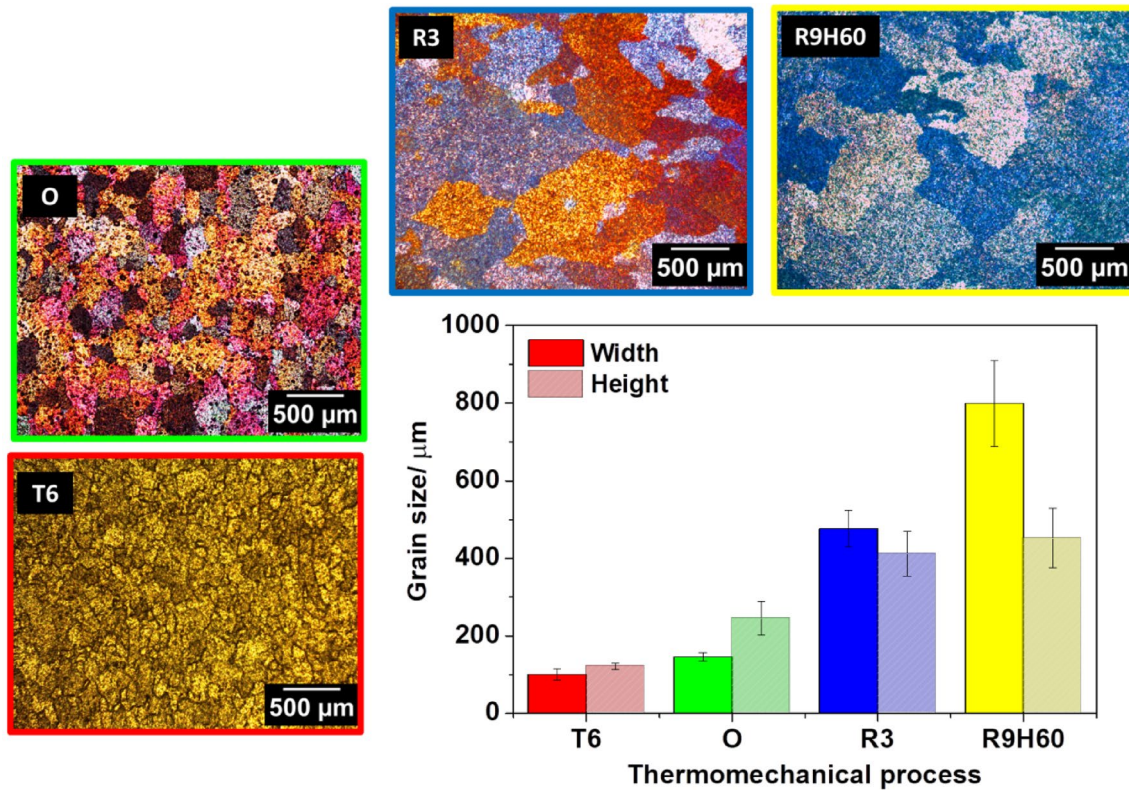 R3
500 µm
R9H60
500 µm
O
500 µm
T6
500 µm
1000
800
600
400
200
0
Grain size/ µm
Width
Height
T6
O
R3
R9H60
Thermomechanical process